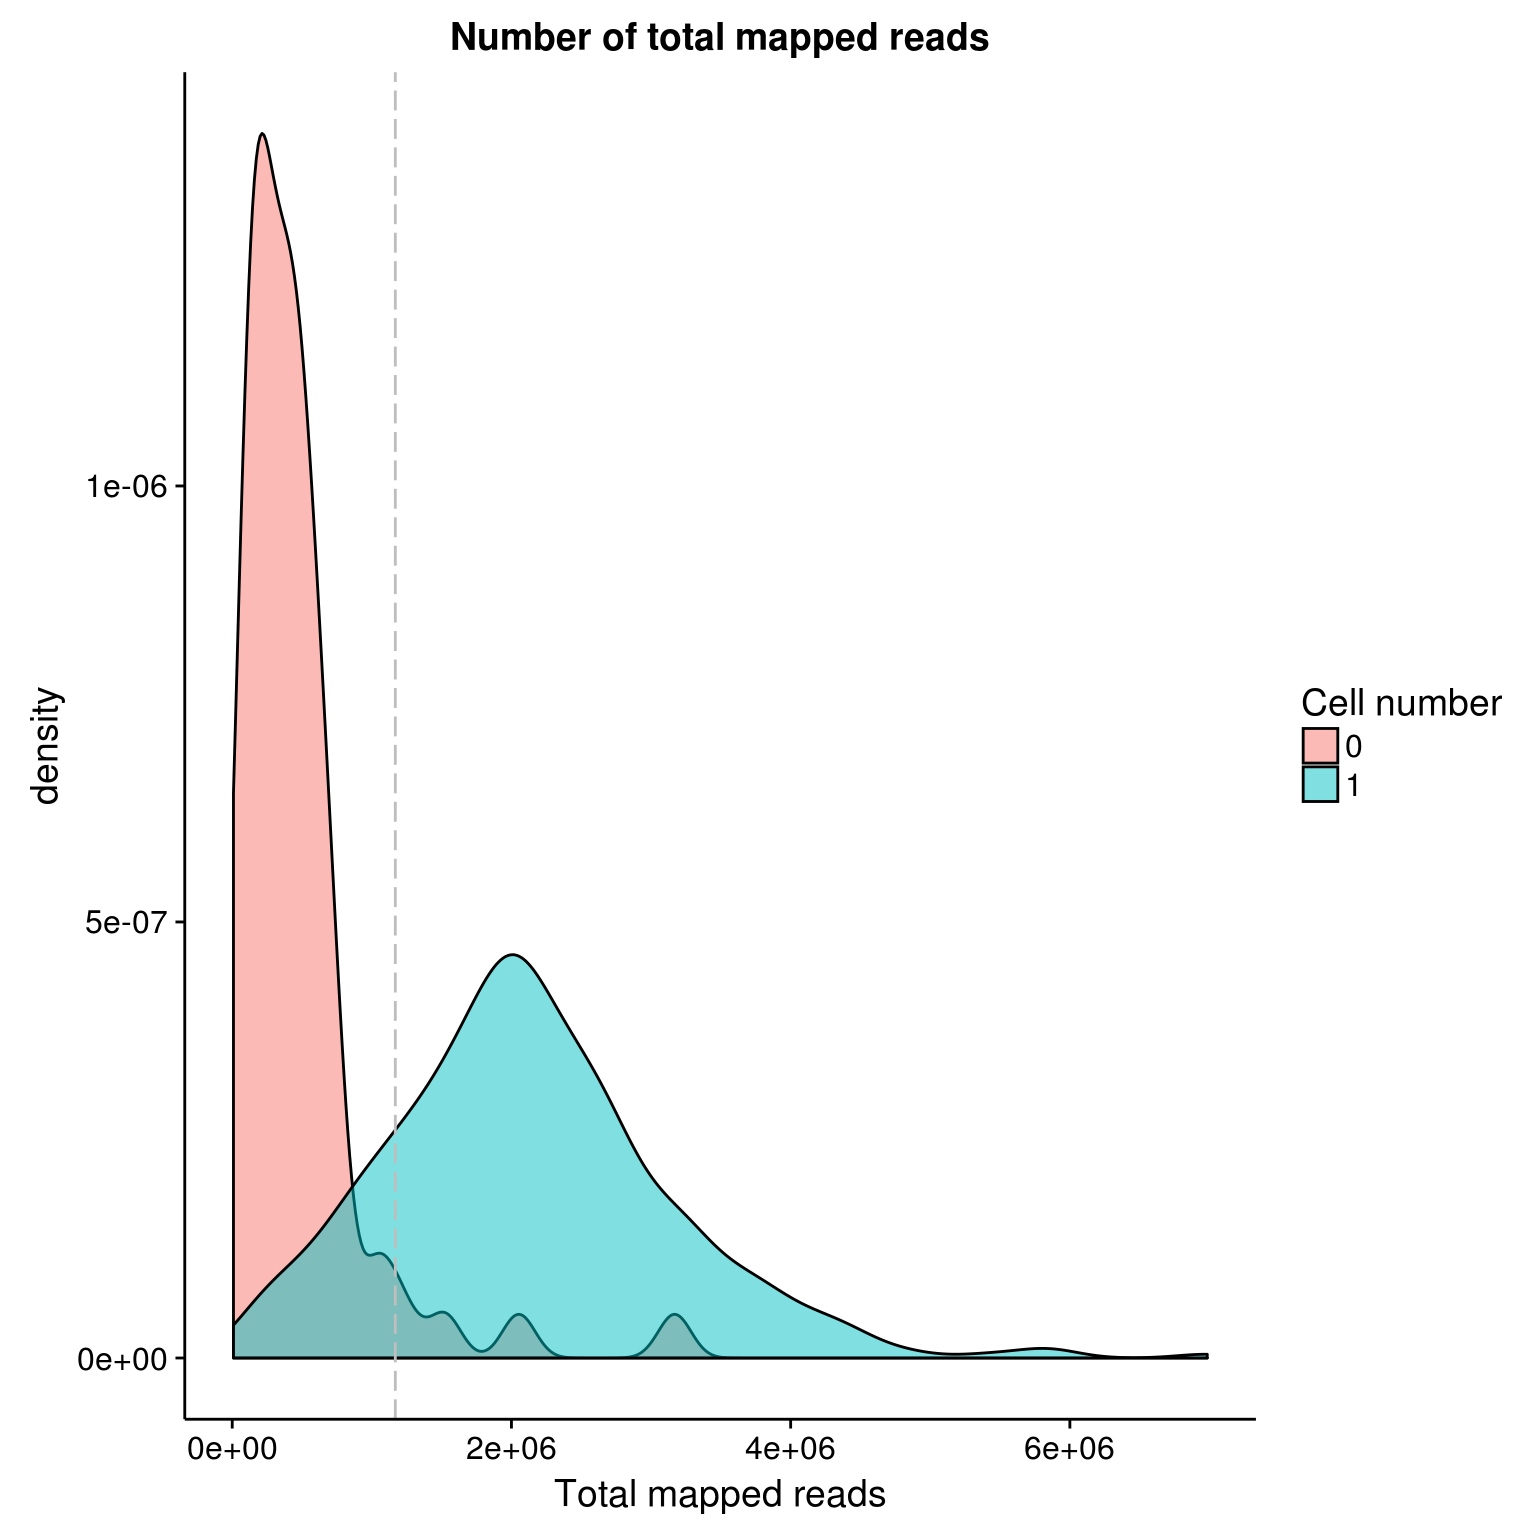 Number of total mapped reads
1e-06
5e-07
0e+00
density
0e+00 2e+06 4e+06 6e+06
Total mapped reads
Cell number
0
1